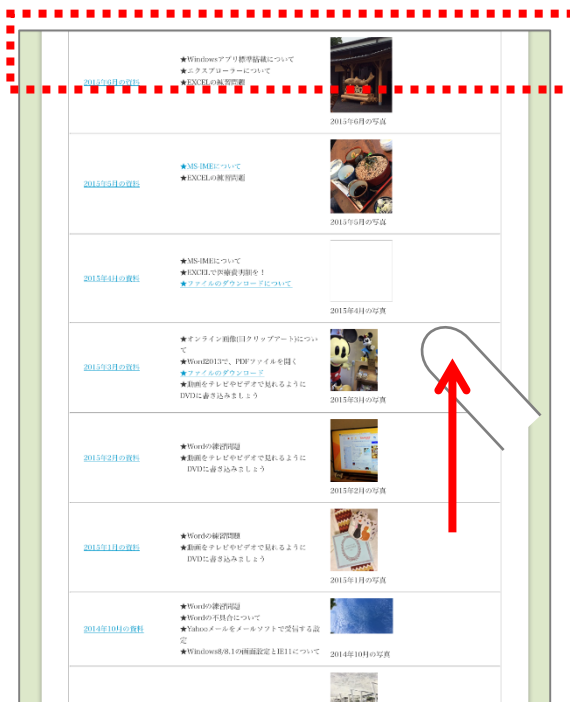 ★Windowsアプリ標準搭載について
★エクスプローラーについて
2015年6月の資料
★EXCELの練習問題
2015年6月の写真
★MS-IMEについて
2015年5月の資料
★EXCELの練習問題
2015年5月の写真
★MS-IMEについて
★EXCELで医療費明細を！
2015年4月の資料
★ファイルのダウンロードについて
2015年4月の写真
★オンライン画像(旧クリップアート)につい
て
★Word2013で、PDFファイルを開く
2015年3月の資料
★ファイルのダウンロード
★動画をテレビやビデオで見れるように
DVDに書き込みましょう
2015年3月の写真
★Wordの練習問題
2015年2月の資料
★動画をテレビやビデオで見れるように
DVDに書き込みましょう
2015年2月の写真
★Wordの練習問題
2015年1月の資料
★動画をテレビやビデオで見れるように
DVDに書き込みましょう
2015年1月の写真
★Wordの練習問題
★Wordの不具合について
2014年10月の資料
★Yahooメールをメールソフトで受信する設
定
★Windows8/8.1の画面設定とIE11について
2014年10月の写真